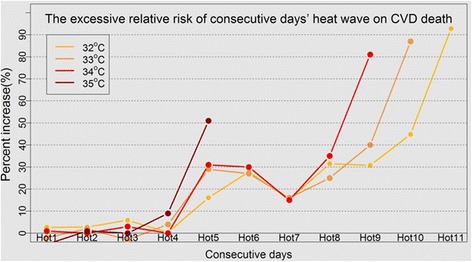 The excessive relative risk of consecutive days' heat wave on CVD death
32°C
33°C
34°C
35°C
Percent increase(%)
90
80
70
60
50
40
30
20
10
0
Hot1 Hot2 Hot3 Hot4 Hot5 Hot6 Hot7 Hot8 Hot9 Hot10 Hot11
Consecutive days